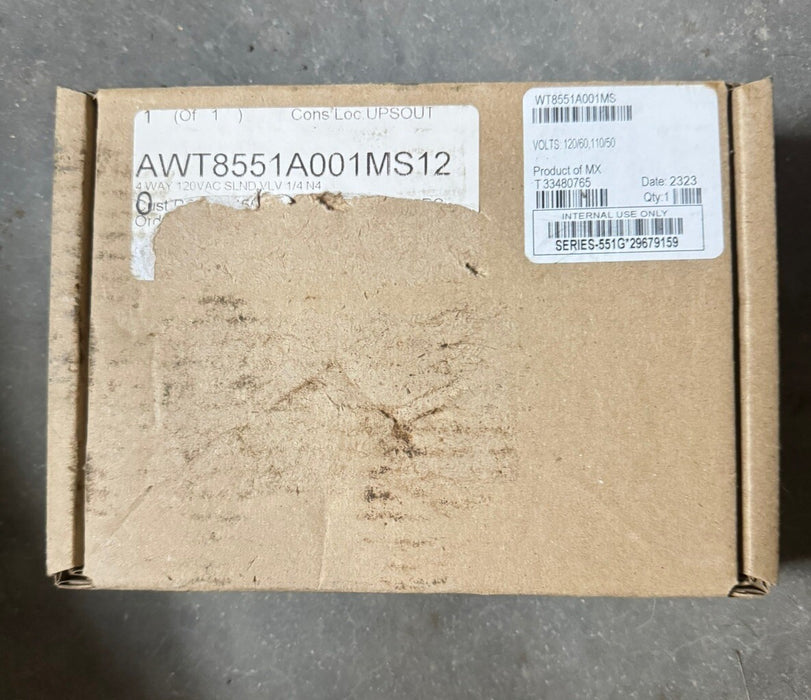 1 (Of 1 ) Cons Loc.UPSOUT
AWT8551A001MS12
4 WAY 120VAC SLND VLV 1/4 N4
0
WT8551A001MS
VOLTS: 120/60,110/50
Product of MX
T 33480765 Date: 2323
Qty:1
INTERNAL USE ONLY
SERIES-551G*29679159